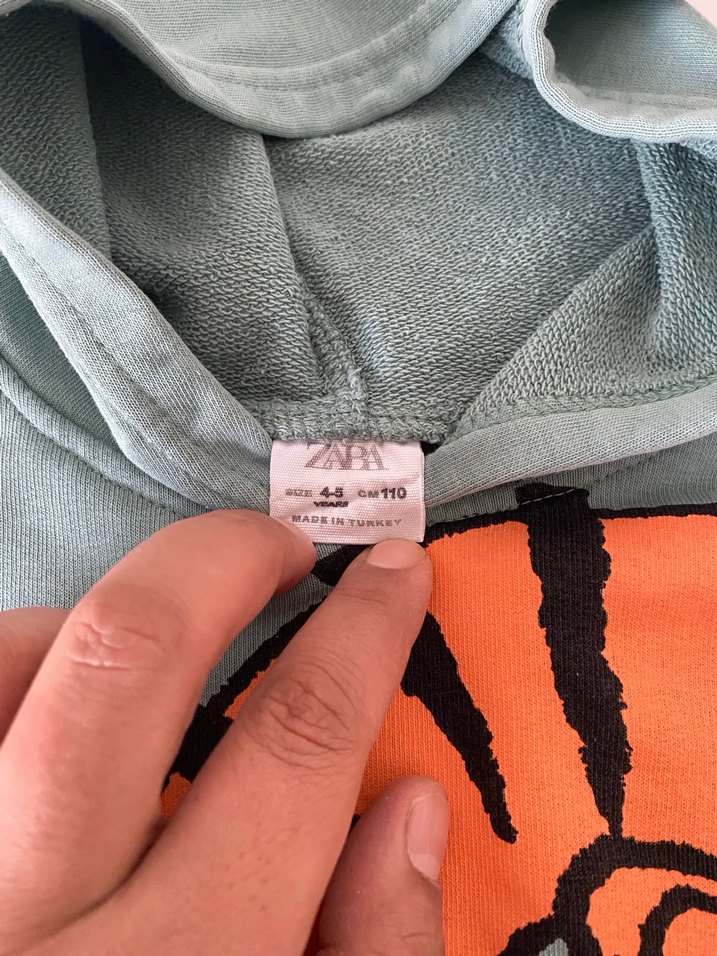 ZARA
SIZE 4-5 CM 110
YEARS
MADE IN TURKEY